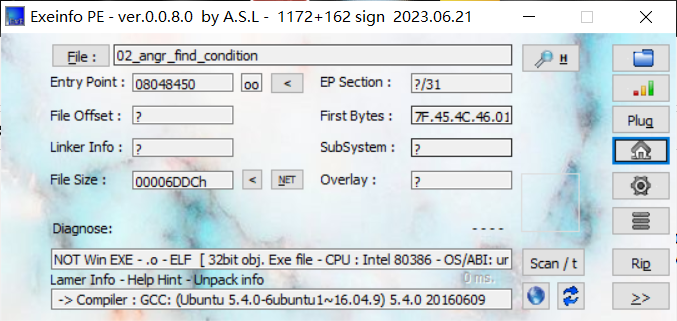 Exeinfo PE - ver.0.0.8.0 by A.S.L - 1172+162 sign 2023.06.21
File : 02_angr_find_condition H
Entry Point : 08048450 oo < EP Section : ?/31
File Offset : ? First Bytes : 7F.45.4C.46.01 Plug
Linker Info : ? SubSystem : ?
File Size : 00006DDCh < NET Overlay : ?
Diagnose: - - - -
NOT Win EXE - .o - ELF [ 32bit obj. Exe file - CPU : Intel 80386 - OS/ABI: ur Scan / t Rip
Lamer Info - Help Hint - Unpack info 0 ms.
-> Compiler : GCC: (Ubuntu 5.4.0-6ubuntu1~16.04.9) 5.4.0 20160609 >>